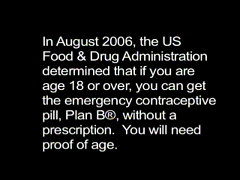 In August 2006, the US
Food & Drug Administration
determined that if you are
age 18 or over, you can get
the emergency contraceptive
pill, Plan B®, without a
prescription.  You will need
proof of age.